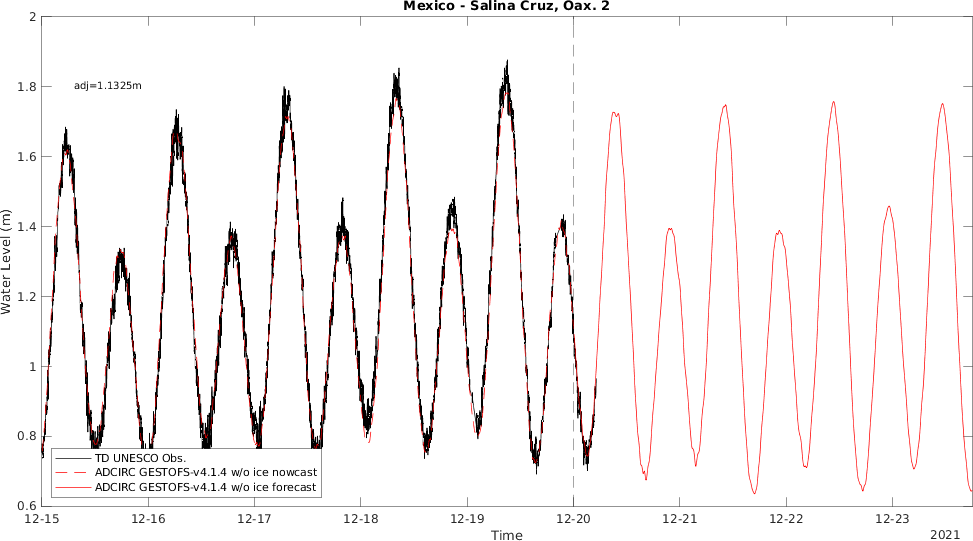 Mexico - Salina Cruz, Oax. 2
2
1.8
1.6
1.4
1.2
1
0.8
0.6
Water Level (m)
adj=1.1325m
TD UNESCO Obs.
ADCIRC GESTOFS-v4.1.4 w/o ice nowcast
ADCIRC GESTOFS-v4.1.4 w/o ice forecast
12-15 12-16 12-17 12-18 12-19 12-20 12-21 12-22 12-23
Time
2021